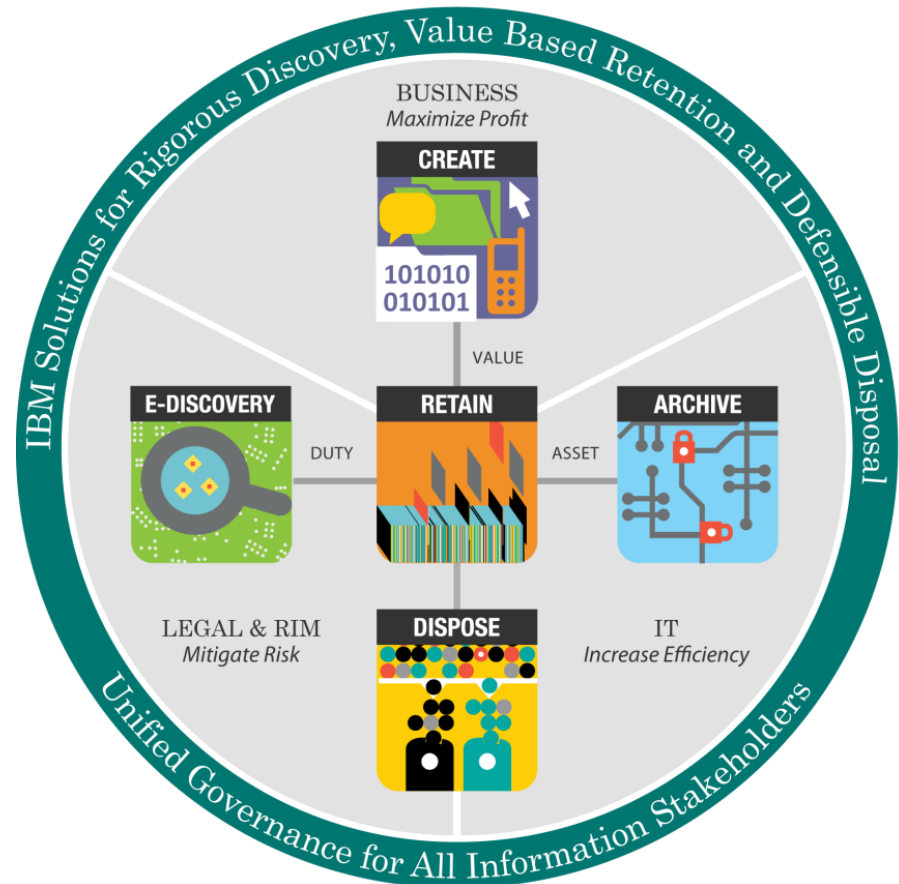 IBM Solutions for Rigorous Discovery, Value Based Retention and Defensible Disposal
BUSINESS
Maximize Profit
CREATE
101010
010101
VALUE
E-DISCOVERY
RETAIN
ARCHIVE
DUTY
ASSET
LEGAL & RIM
Mitigate Risk
DISPOSE
IT
Increase Efficiency
Unified Governance for All Information Stakeholders